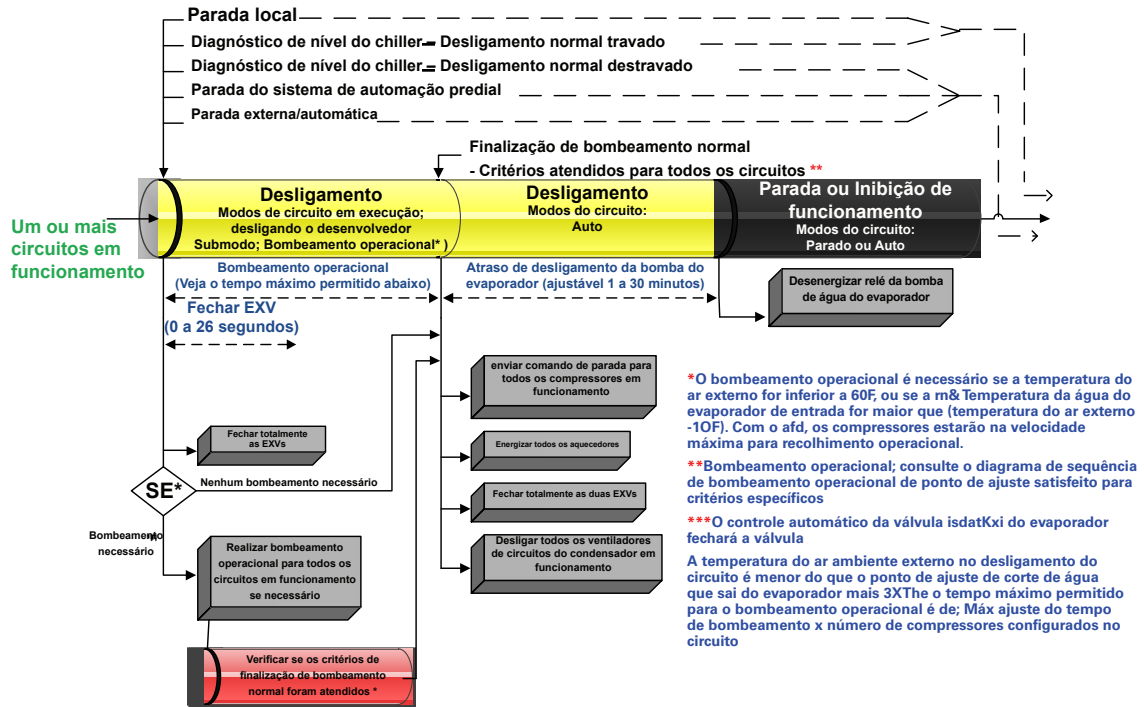 Parada local
Diagnóstico de nível do chiller – Desligamento normal travado
Diagnóstico de nível do chiller – Desligamento normal destravado
Parada do sistema de automação predial
Parada externa/automática
Finalização de bombeamento normal
- Critérios atendidos para todos os circuitos **
Um ou mais
circuitos em
funcionamento
Desligamento
Modos de circuito em execução;
desligando o desenvolvedor
Submodo; Bombeamento operacional* )
Desligamento
Modos do circuito:
Auto
Parada ou Inibição de
funcionamento
Modos do circuito:
Parado ou Auto
Bombeamento operacional
(Veja o tempo máximo permitido abaixo)
Atraso de desligamento da bomba do
evaporador (ajustável 1 a 30 minutos)
Desenergizar relé da bomba
de água do evaporador
Fechar EXV
(0 a 26 segundos)
enviar comando de parada para
todos os compressores em
funcionamento
Energizar todos os aquecedores
Fechar totalmente as duas EXVs
Desligar todos os ventiladores
de circuitos do condensador em
funcionamento
Fechar totalmente
as EXVs
SE*
Nenhum bombeamento necessário
Bombeamento
necessário
Realizar bombeamento
operacional para todos os
circuitos em funcionamento
se necessário
Verificar se os critérios de
finalização de bombeamento
normal foram atendidos *
*O bombeamento operacional é necessário se a temperatura do
ar externo for inferior a 60F, ou se a rn& Temperatura da água do
evaporador de entrada for maior que (temperatura do ar externo
-1OF). Com o afd, os compressores estarão na velocidade
máxima para recolhimento operacional.
**Bombeamento operacional; consulte o diagrama de sequência
de bombeamento operacional de ponto de ajuste satisfeito para
critérios específicos
***O controle automático da válvula isdatKxi do evaporador
fechará a válvula
A temperatura do ar ambiente externo no desligamento do
circuito é menor do que o ponto de ajuste de corte de água
que sai do evaporador mais 3XThe o tempo máximo permitido
para o bombeamento operacional é de; Máx ajuste do tempo
de bombeamento x número de compressores configurados no
circuito